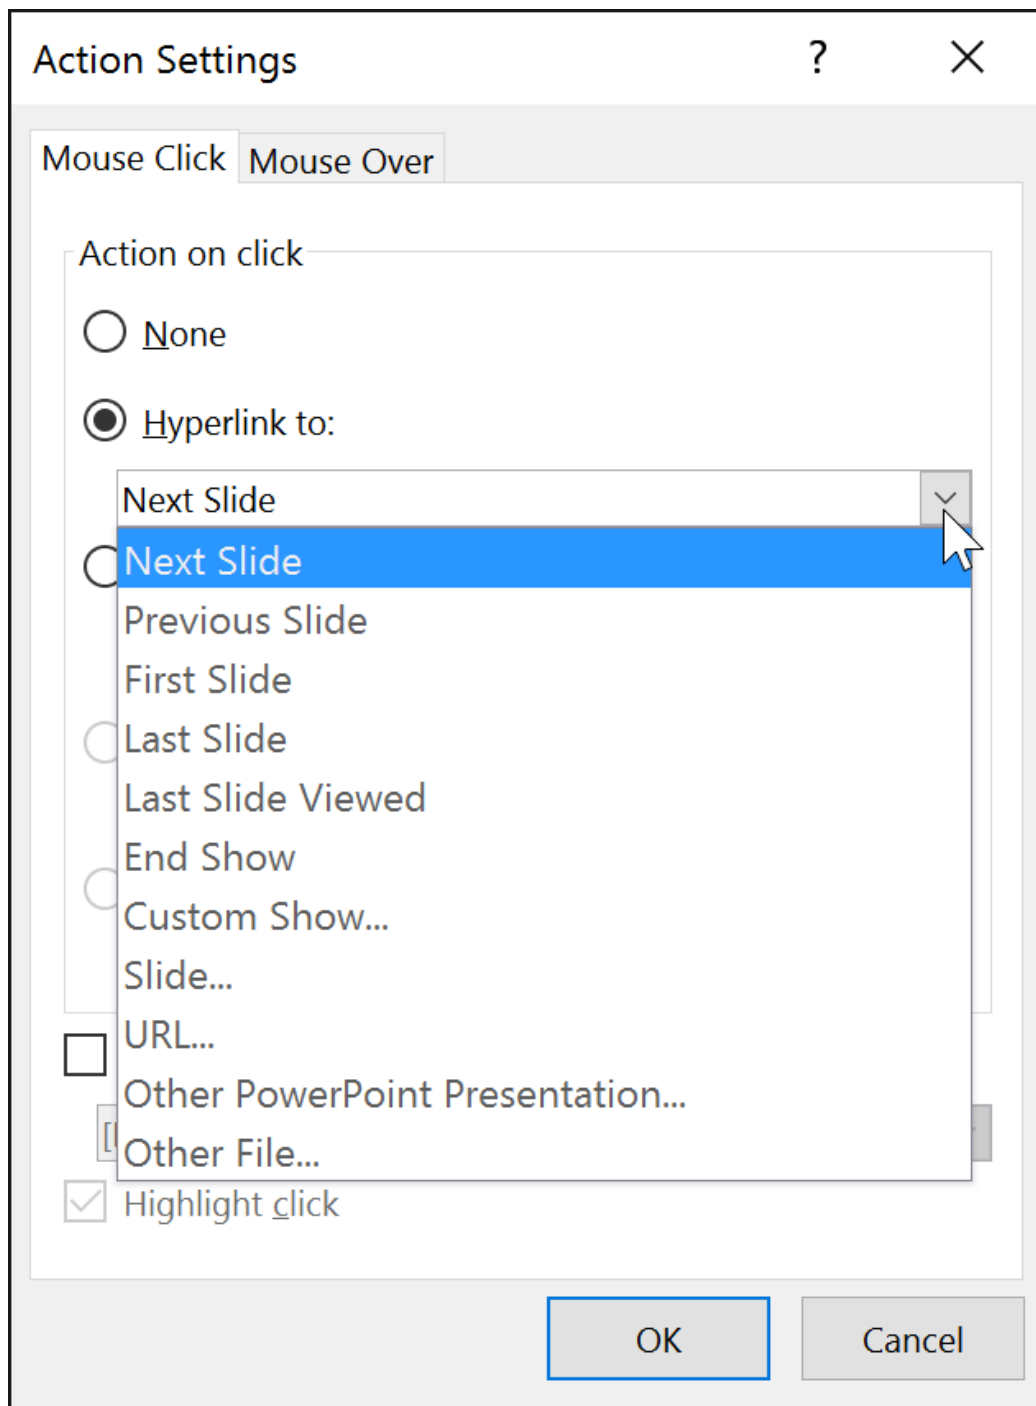 Action Settings
Mouse Click
Mouse Over
Action on click
None
Hyperlink to:
Next Slide
Next Slide
Previous Slide
First Slide
Last Slide
Last Slide Viewed
End Show
Custom Show...
Slide...
URL...
Other PowerPoint Presentation...
Other File...
Highlight click
OK
Cancel